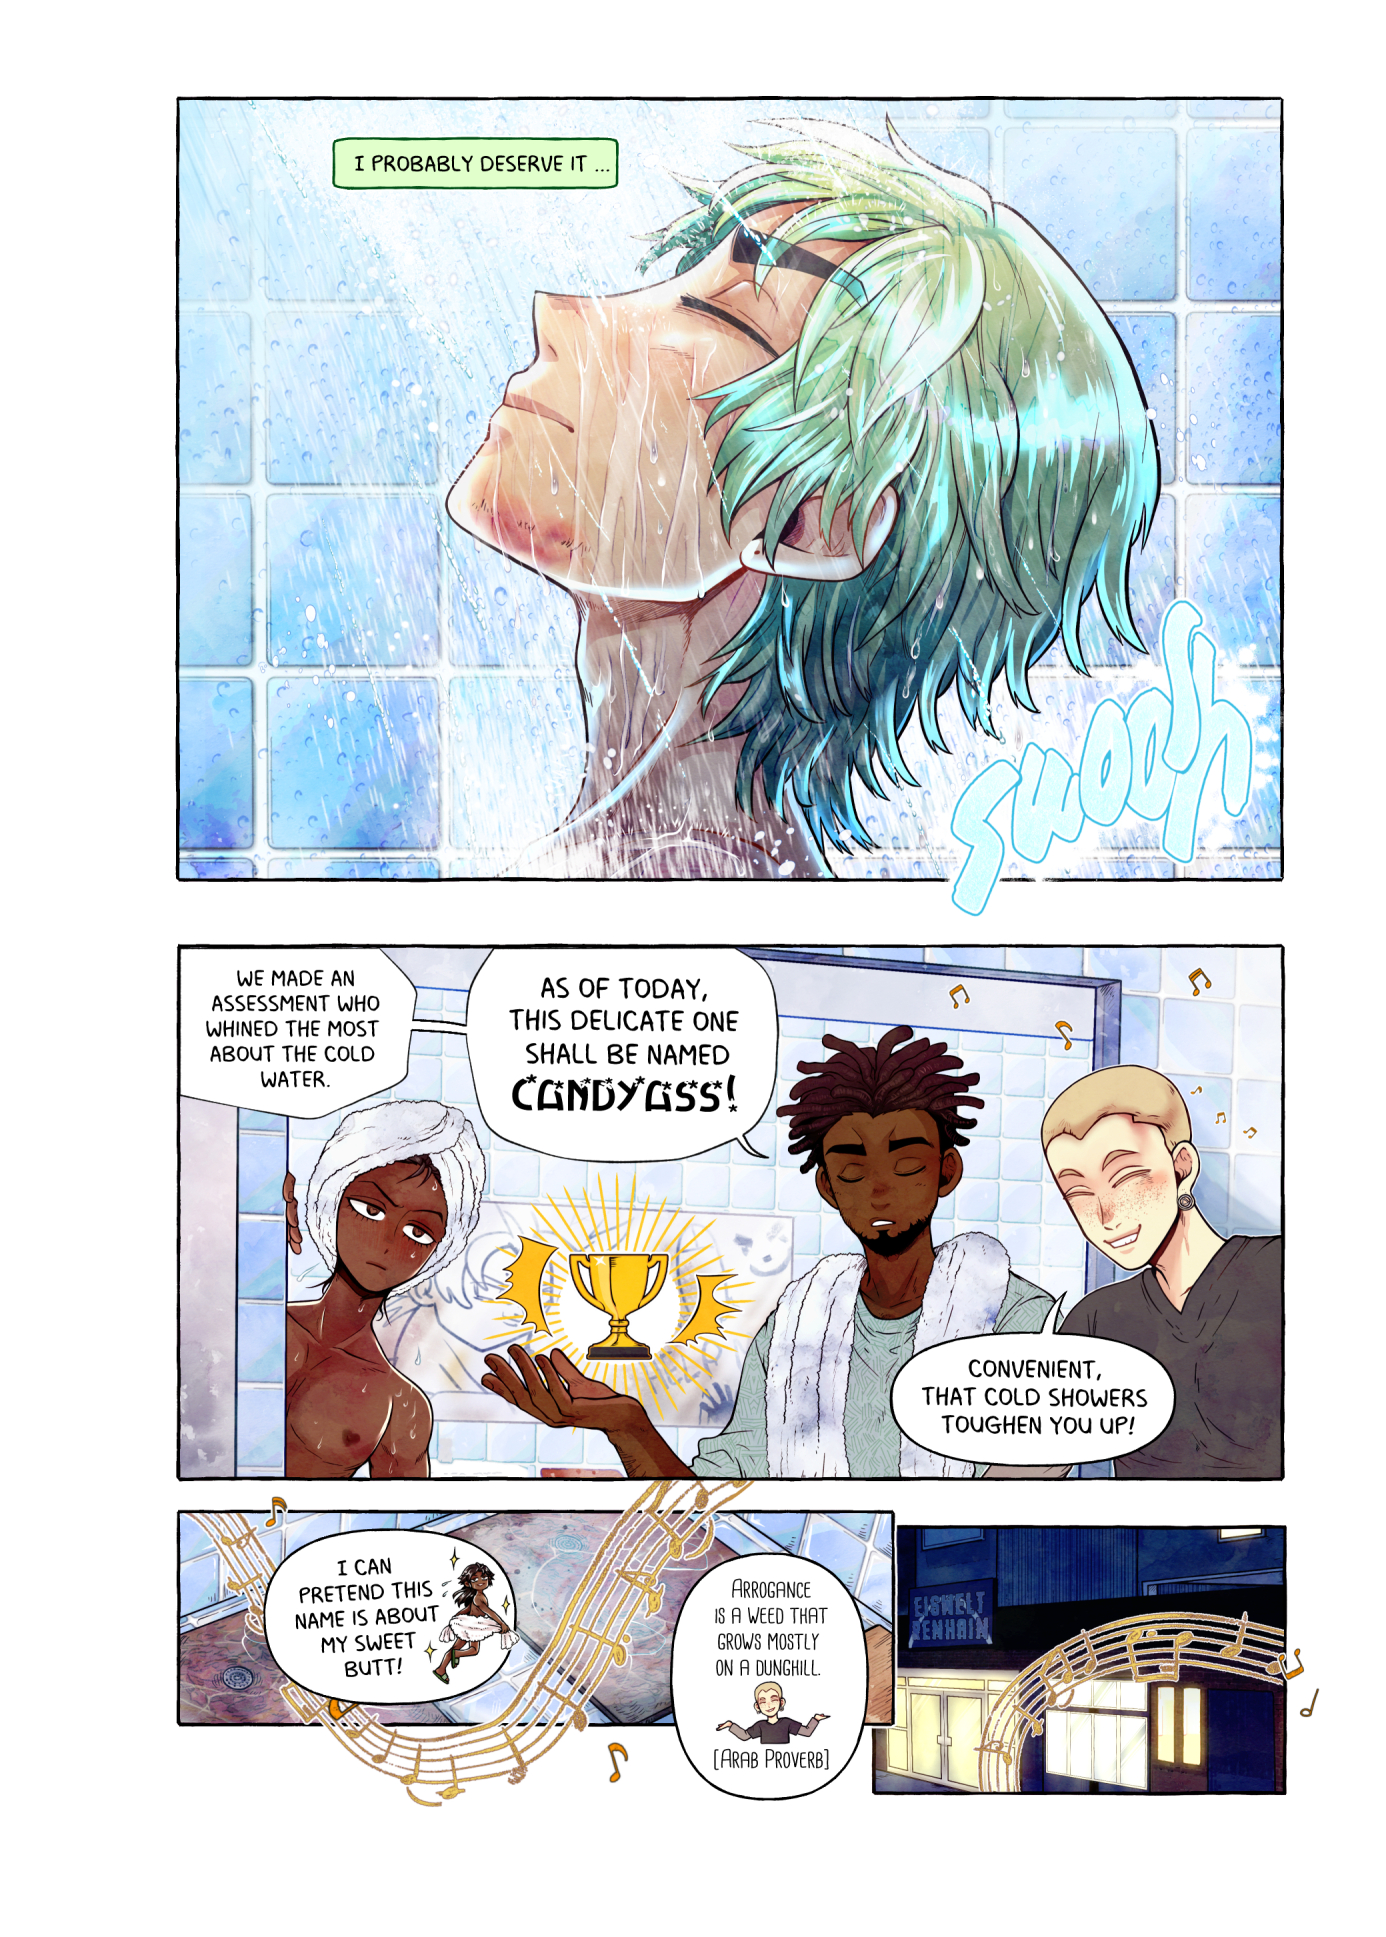 I PROBABLY DESERVE IT ...
SWOOSH
WE MADE AN
ASSESSMENT WHO
WHINED THE MOST
ABOUT THE COLD
WATER.
AS OF TODAY,
THIS DELICATE ONE
SHALL BE NAMED
CANDYASS!
HELLO
CONVENIENT,
THAT COLD SHOWERS
TOUGHEN YOU UP!
I CAN
PRETEND THIS
NAME IS ABOUT
MY SWEET
BUTT!
ARROGANCE
IS A WEED THAT
GROWS MOSTLY
ON A DUNGHILL.
[ARAB PROVERB]
EISWELT